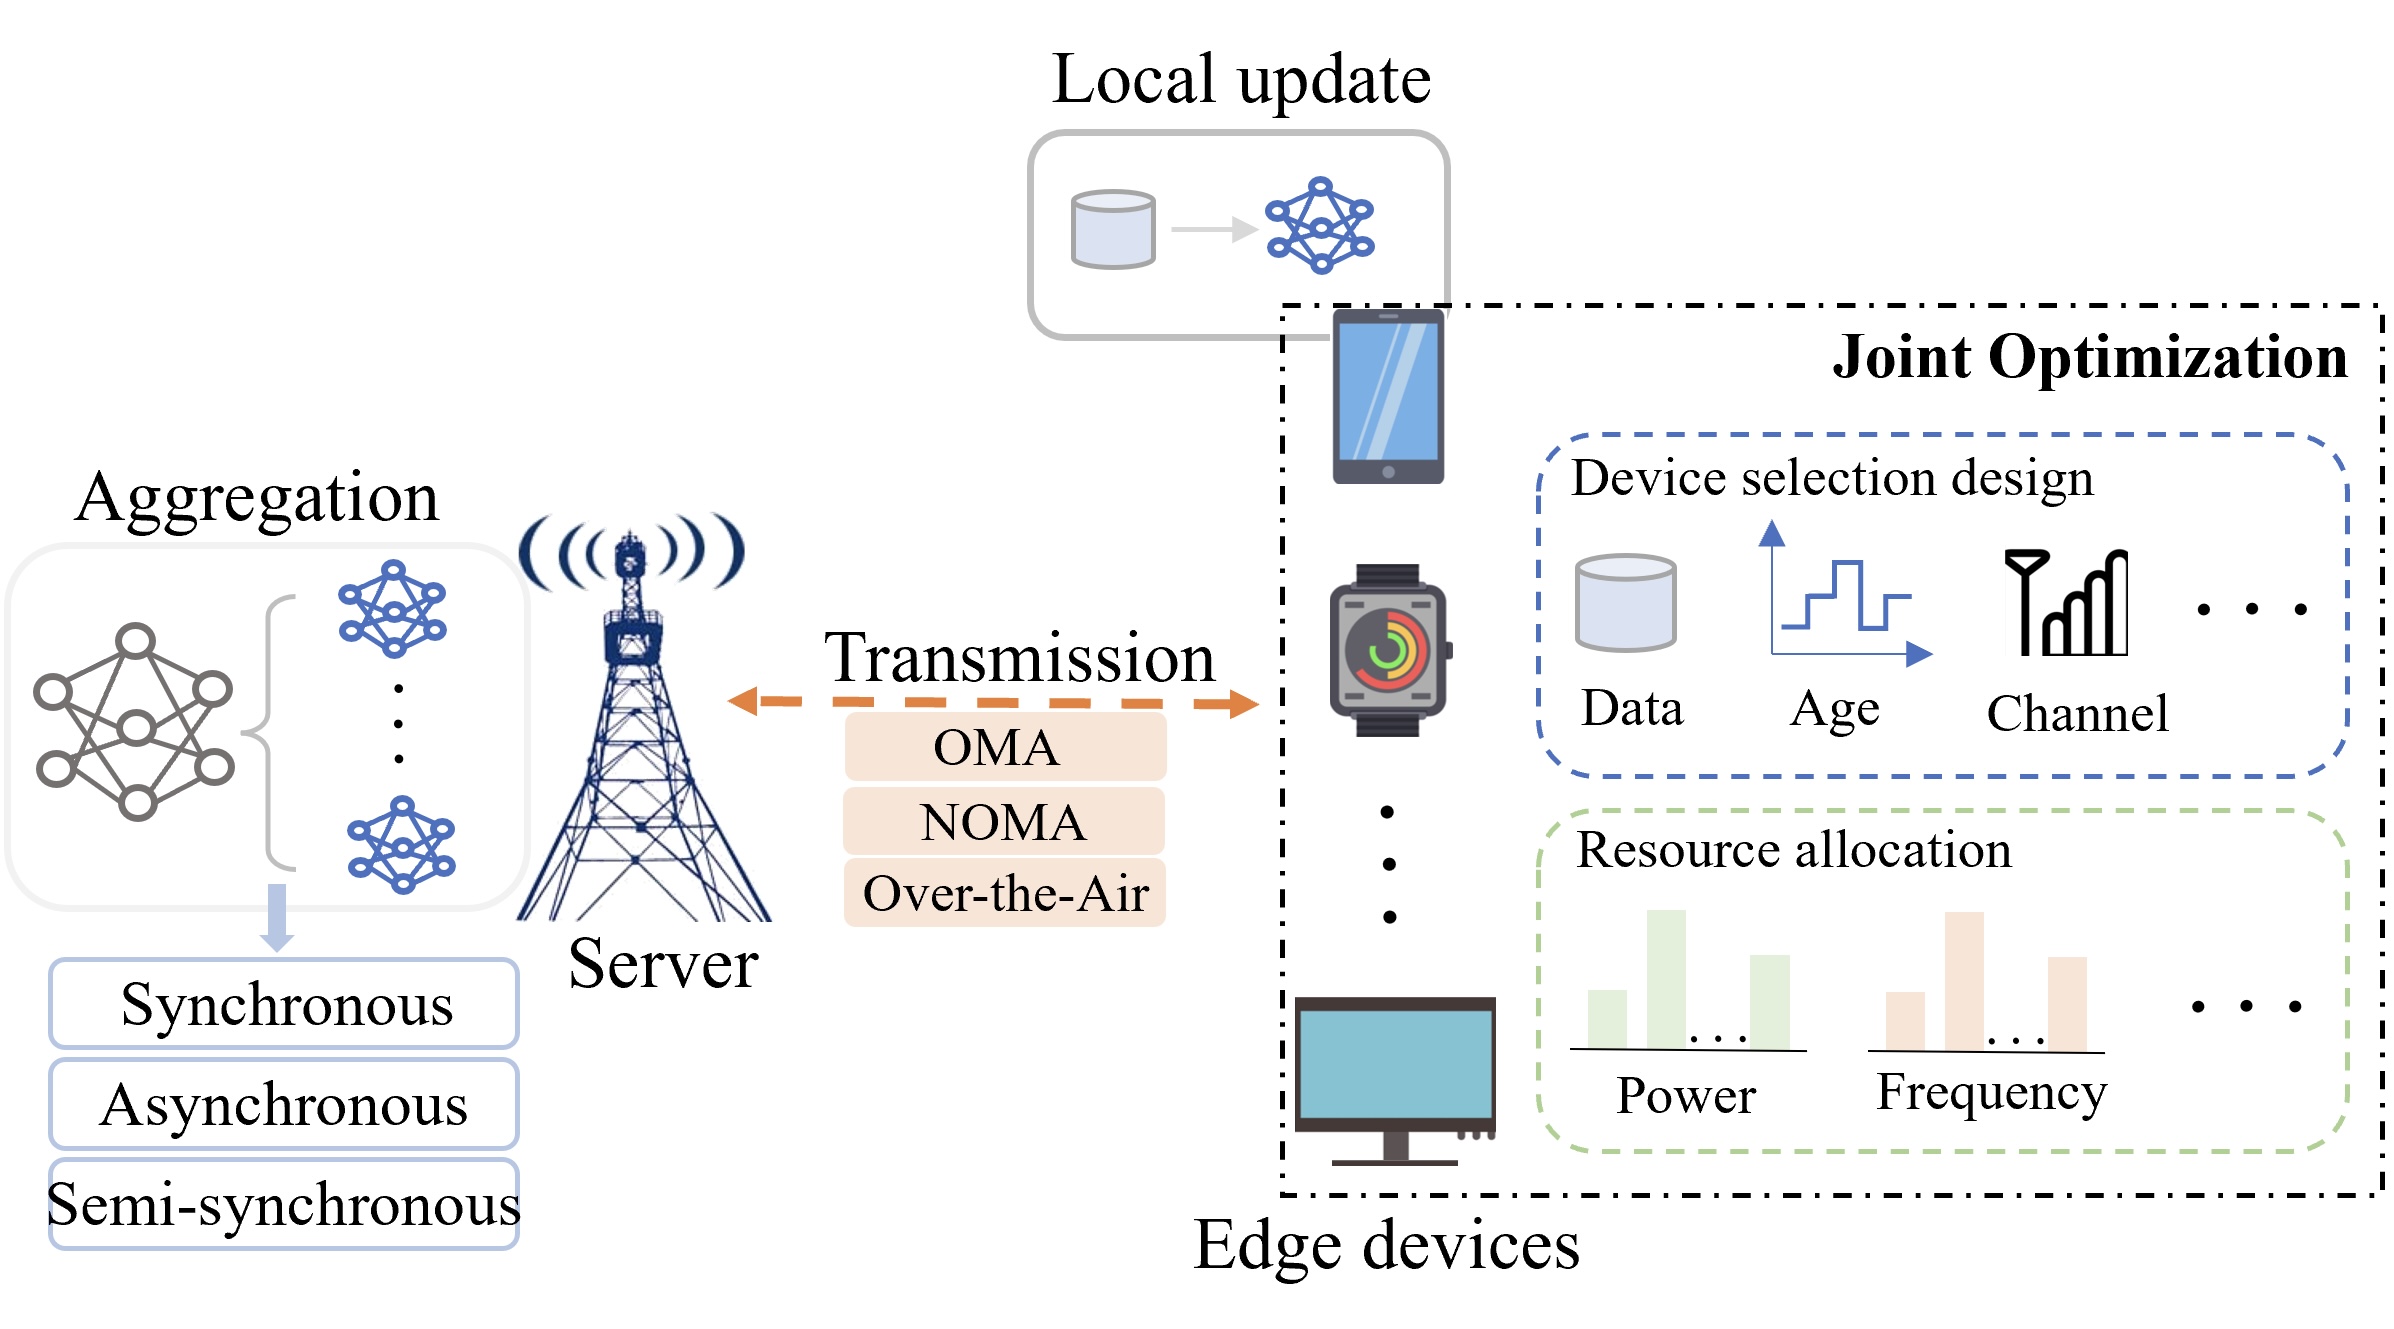 Local update
Joint Optimization
Device selection design
Data
Age
Channel
Resource allocation
Power
Frequency
Edge devices
Transmission
OMA
NOMA
Over-the-Air
Server
Aggregation
Synchronous
Asynchronous
Semi-synchronous